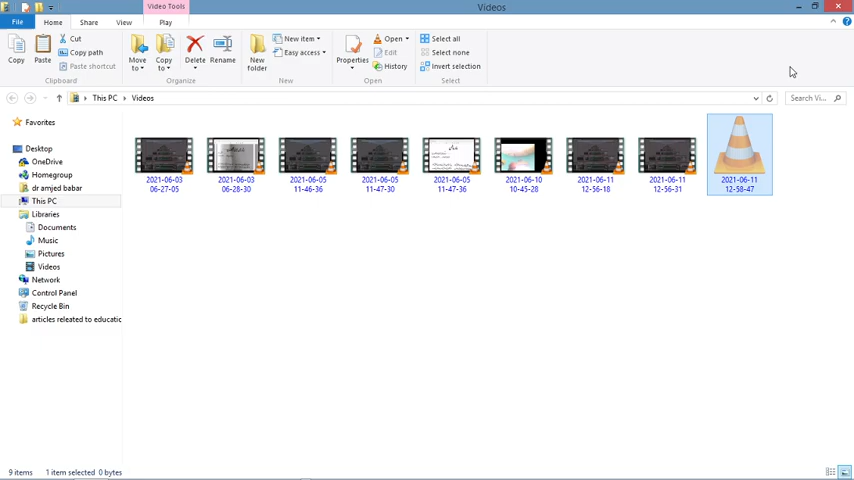 Video Tools
Videos
File
Home
Share
View
Play
Copy
Paste
Cut
Copy path
Paste shortcut
Move to
Copy to
Delete
Rename
New folder
New item
Easy access
Properties
Open
Edit
History
Select all
Select none
Invert selection
Clipboard
Organize
New
Open
Select
This PC
Videos
Search Vi...
Favorites
Desktop
OneDrive
Homegroup
dr amjed babar
This PC
Libraries
Documents
Music
Pictures
Videos
Network
Control Panel
Recycle Bin
articles releated to educatic
2021-06-03
06-27-05
2021-06-03
06-28-30
2021-06-05
11-46-36
2021-06-05
11-47-30
2021-06-05
11-47-36
2021-06-10
10-45-28
2021-06-11
12-56-18
2021-06-11
12-56-31
2021-06-11
12-58-47
9 items
1 item selected 0 bytes